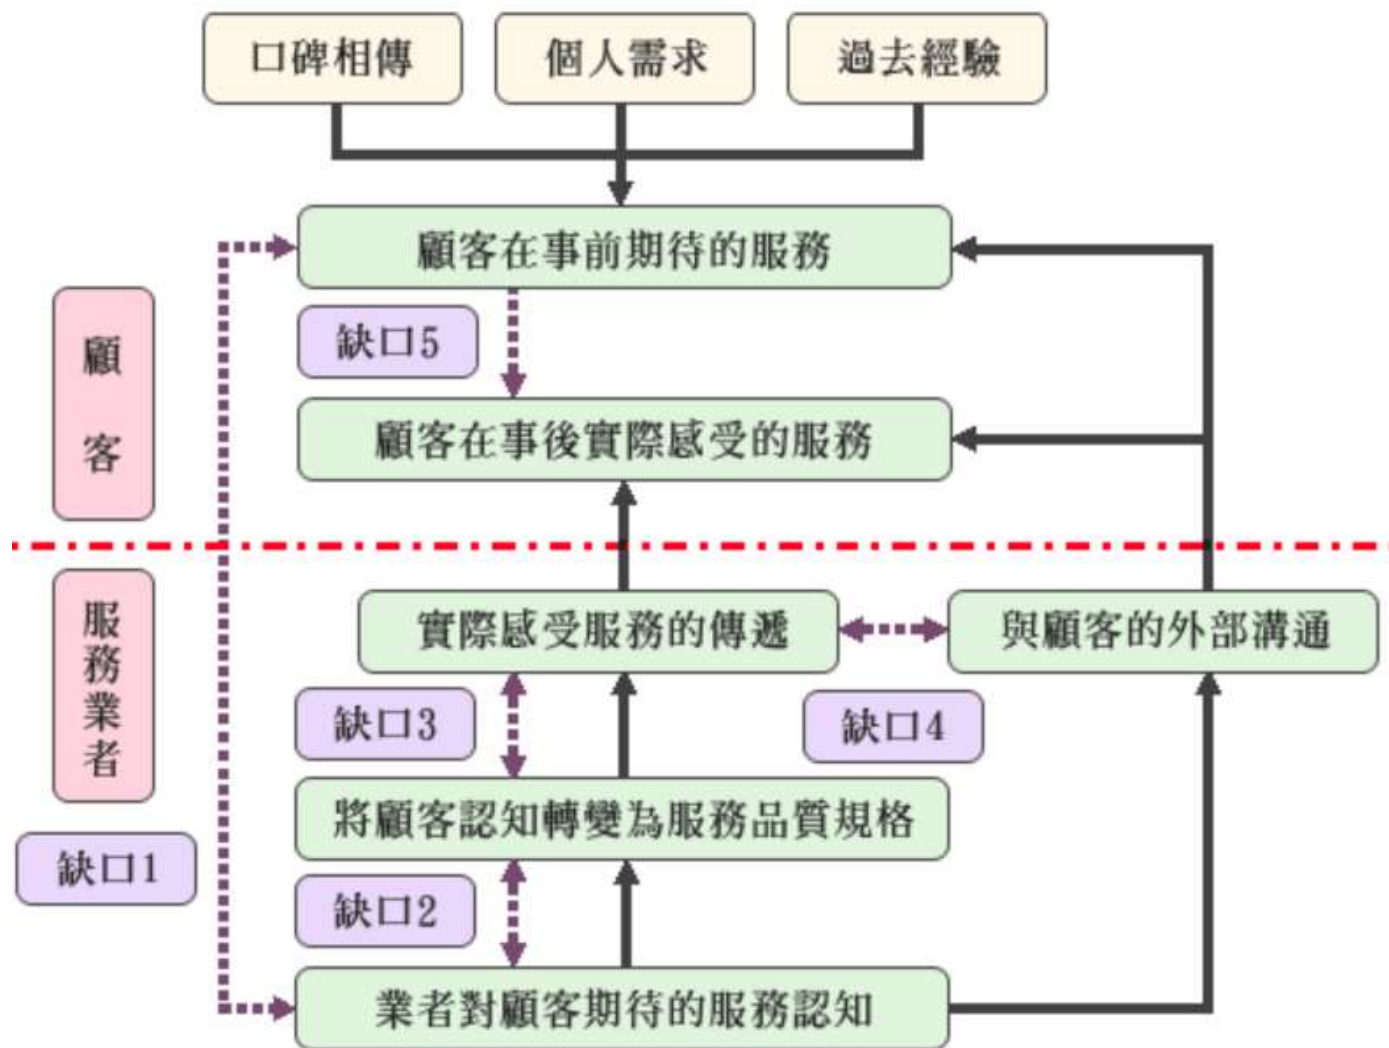 口碑相傳
個人需求
過去經驗
顧客在事前期待的服務
缺口5
顧客
顧客在事後實際感受的服務
服務業者
實際感受服務的傳遞
與顧客的外部溝通
缺口3
缺口4
將顧客認知轉變為服務品質規格
缺口1
缺口2
業者對顧客期待的服務認知